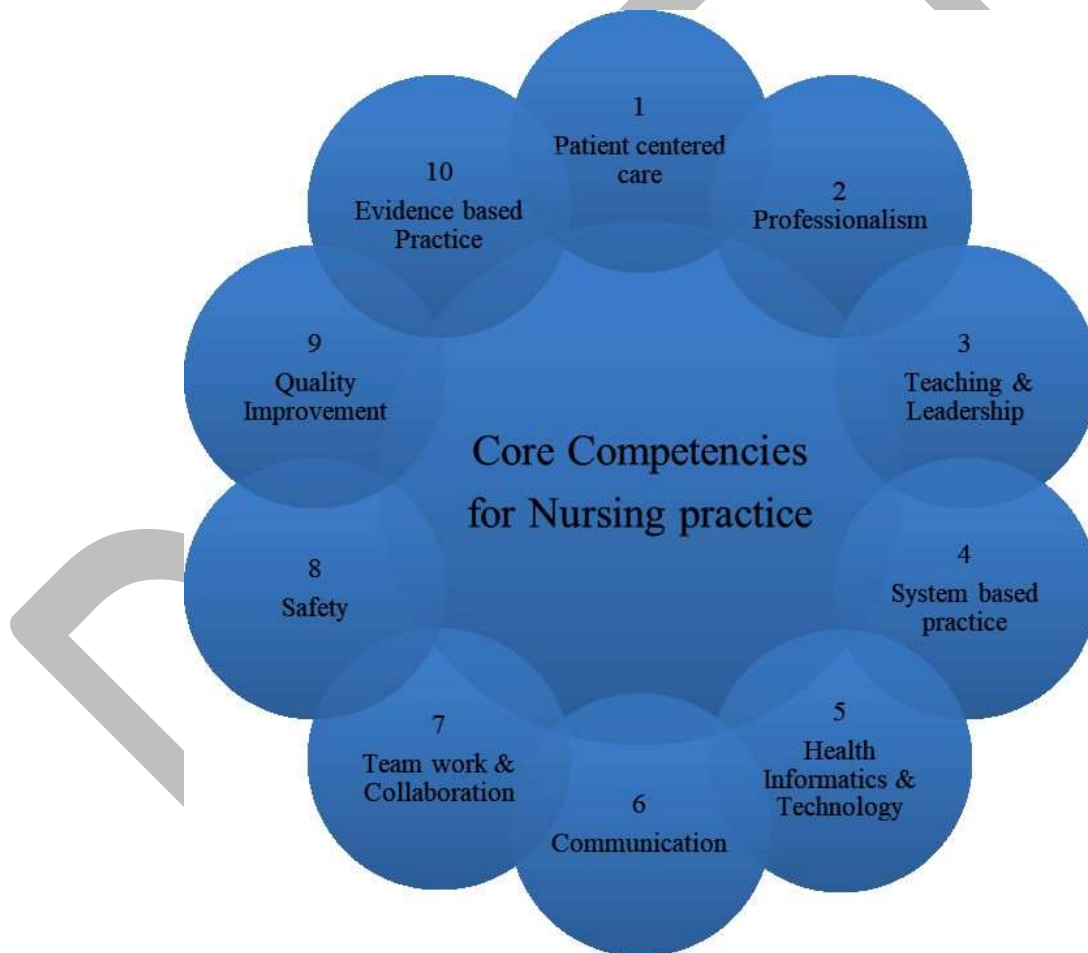 1
Patient centered
care
2
Professionalism
3
Teaching &
Leadership
4
System based
practice
5
Health
Informatics &
Technology
6
Communication
7
Team work &
Collaboration
8
Safety
9
Quality
Improvement
10
Evidence based
Practice
Core Competencies
for Nursing practice